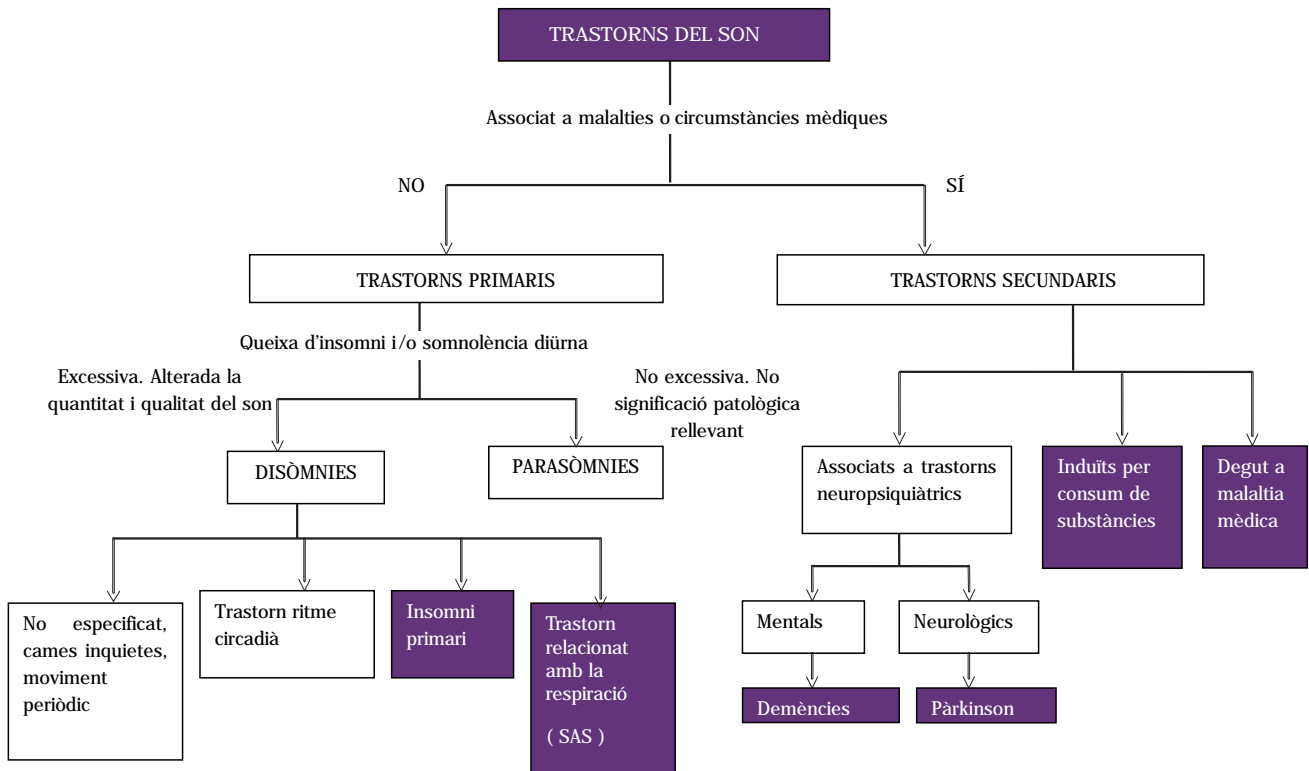 TRASTORNS DEL SON
Associat a malalties o circumstàncies mèdiques
NO
SÍ
TRASTORNS PRIMARIS
TRASTORNS SECUNDARIS
Queixa d'insomni i/o somnolència diürna
Excessiva. Alterada la
quantitat i qualitat del son
No excessiva. No
significació patològica
rellevant
DISÒMNIES
PARASÒMNIES
Associats a trastorns
neuropsiquiàtrics
Induïts per
consum de
substàncies
Degut a
malaltia
mèdica
No especificat,
cames inquietes,
moviment
periòdic
Trastorn ritme
circadià
Insomni
primari
Trastorn
relacionat
amb la
respiració
( SAS )
Mentals
Neurològics
Demències
Pàrkinson